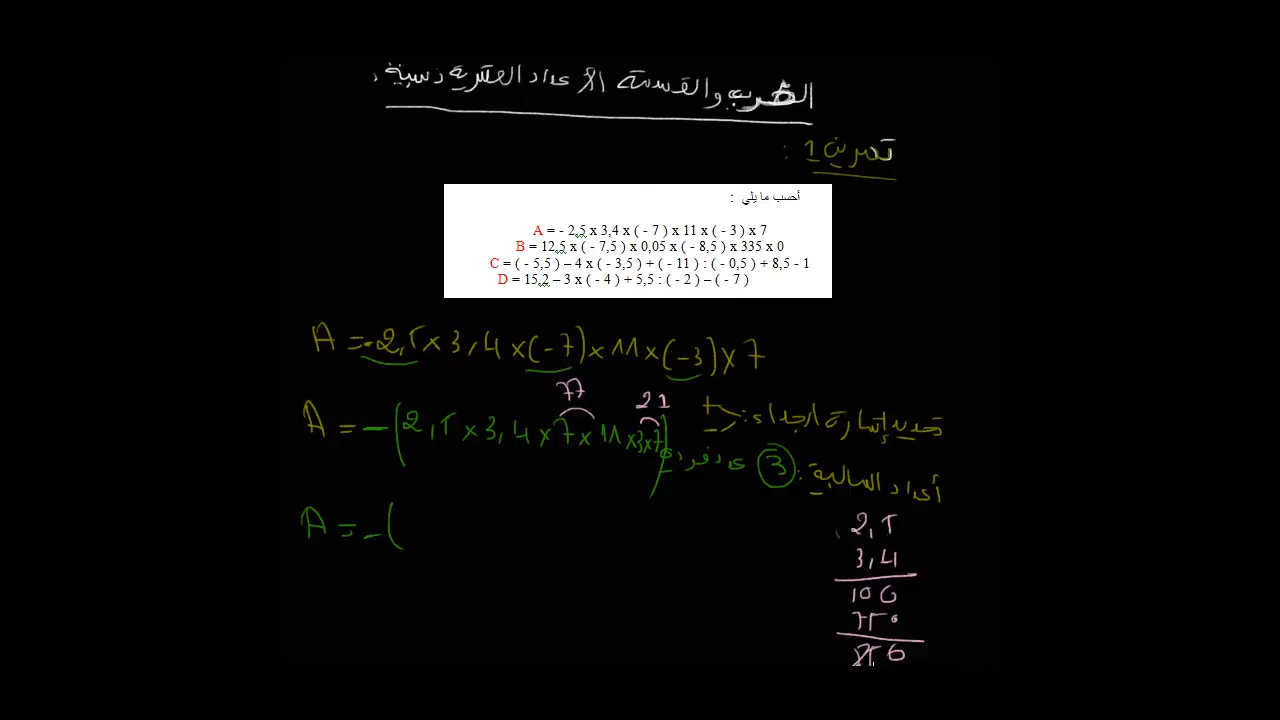 الضرب والقسمة الأعداد العشرية نسبية.
تمرين 1 :
أحسب ما يلي :
A = - 2,5 x 3,4 x ( - 7 ) x 11 x ( - 3 ) x 7
B = 12,5 x ( - 7,5 ) x 0,05 x ( - 8,5 ) x 335 x 0
C = ( - 5,5 ) – 4 x ( - 3,5 ) + ( - 11 ) : ( - 0,5 ) + 8,5 - 1
D = 15,2 – 3 x ( - 4 ) + 5,5 : ( - 2 ) – ( - 7 )
A = -2,5 x 3,4 x (-7) x 11 x (-3) x 7
77
21
A = -(2,5 x 3,4 x 7 x 11 x 3 x 7)
تحديد إشارة الجداء: + -
أعداد السالبة: 3 عدد فردي
A = -(
2,5
3,4
100
750
850